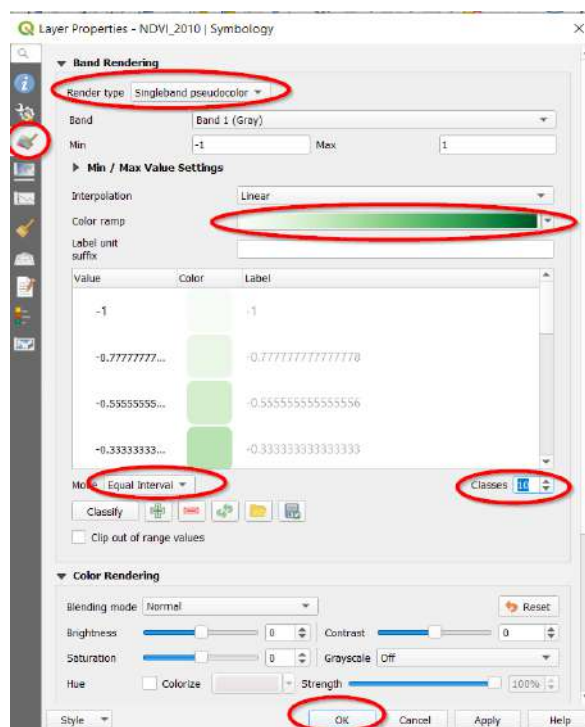 Layer Properties - NDVI_2010 | Symbology
Band Rendering
Render type Singleband pseudocolor
Band Band 1 (Gray)
Min -1 Max 1
Min / Max Value Settings
Interpolation Linear
Color ramp
Label unit
suffix
Value Color Label
-1 -1
-0.77777777... -0.777777777777778
-0.55555555... -0.555555555555556
-0.33333333... -0.333333333333333
Mode Equal Interval Classes 10
Classify
Clip out of range values
Color Rendering
Blending mode Normal Reset
Brightness 0 Contrast 0
Saturation 0 Grayscale Off
Hue Colorize Strength 100%
Style OK Cancel Apply Help